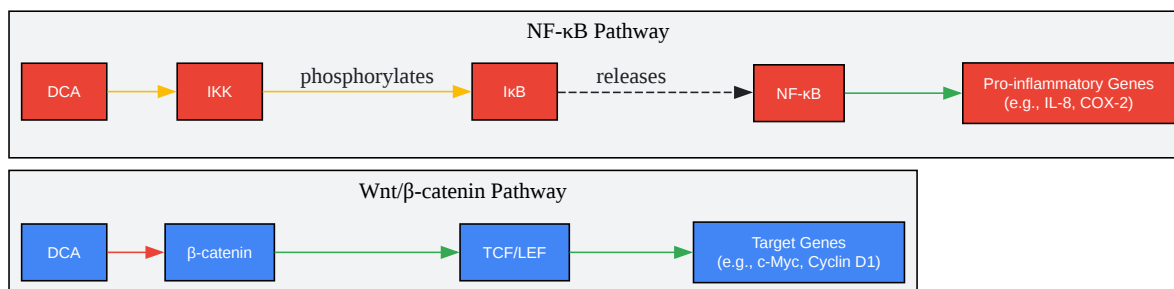 NF-κB Pathway
DCA
IKK
phosphorylates
IκB
releases
NF-κB
Pro-inflammatory Genes
(e.g., IL-8, COX-2)
Wnt/β-catenin Pathway
DCA
β-catenin
TCF/LEF
Target Genes
(e.g., c-Myc, Cyclin D1)